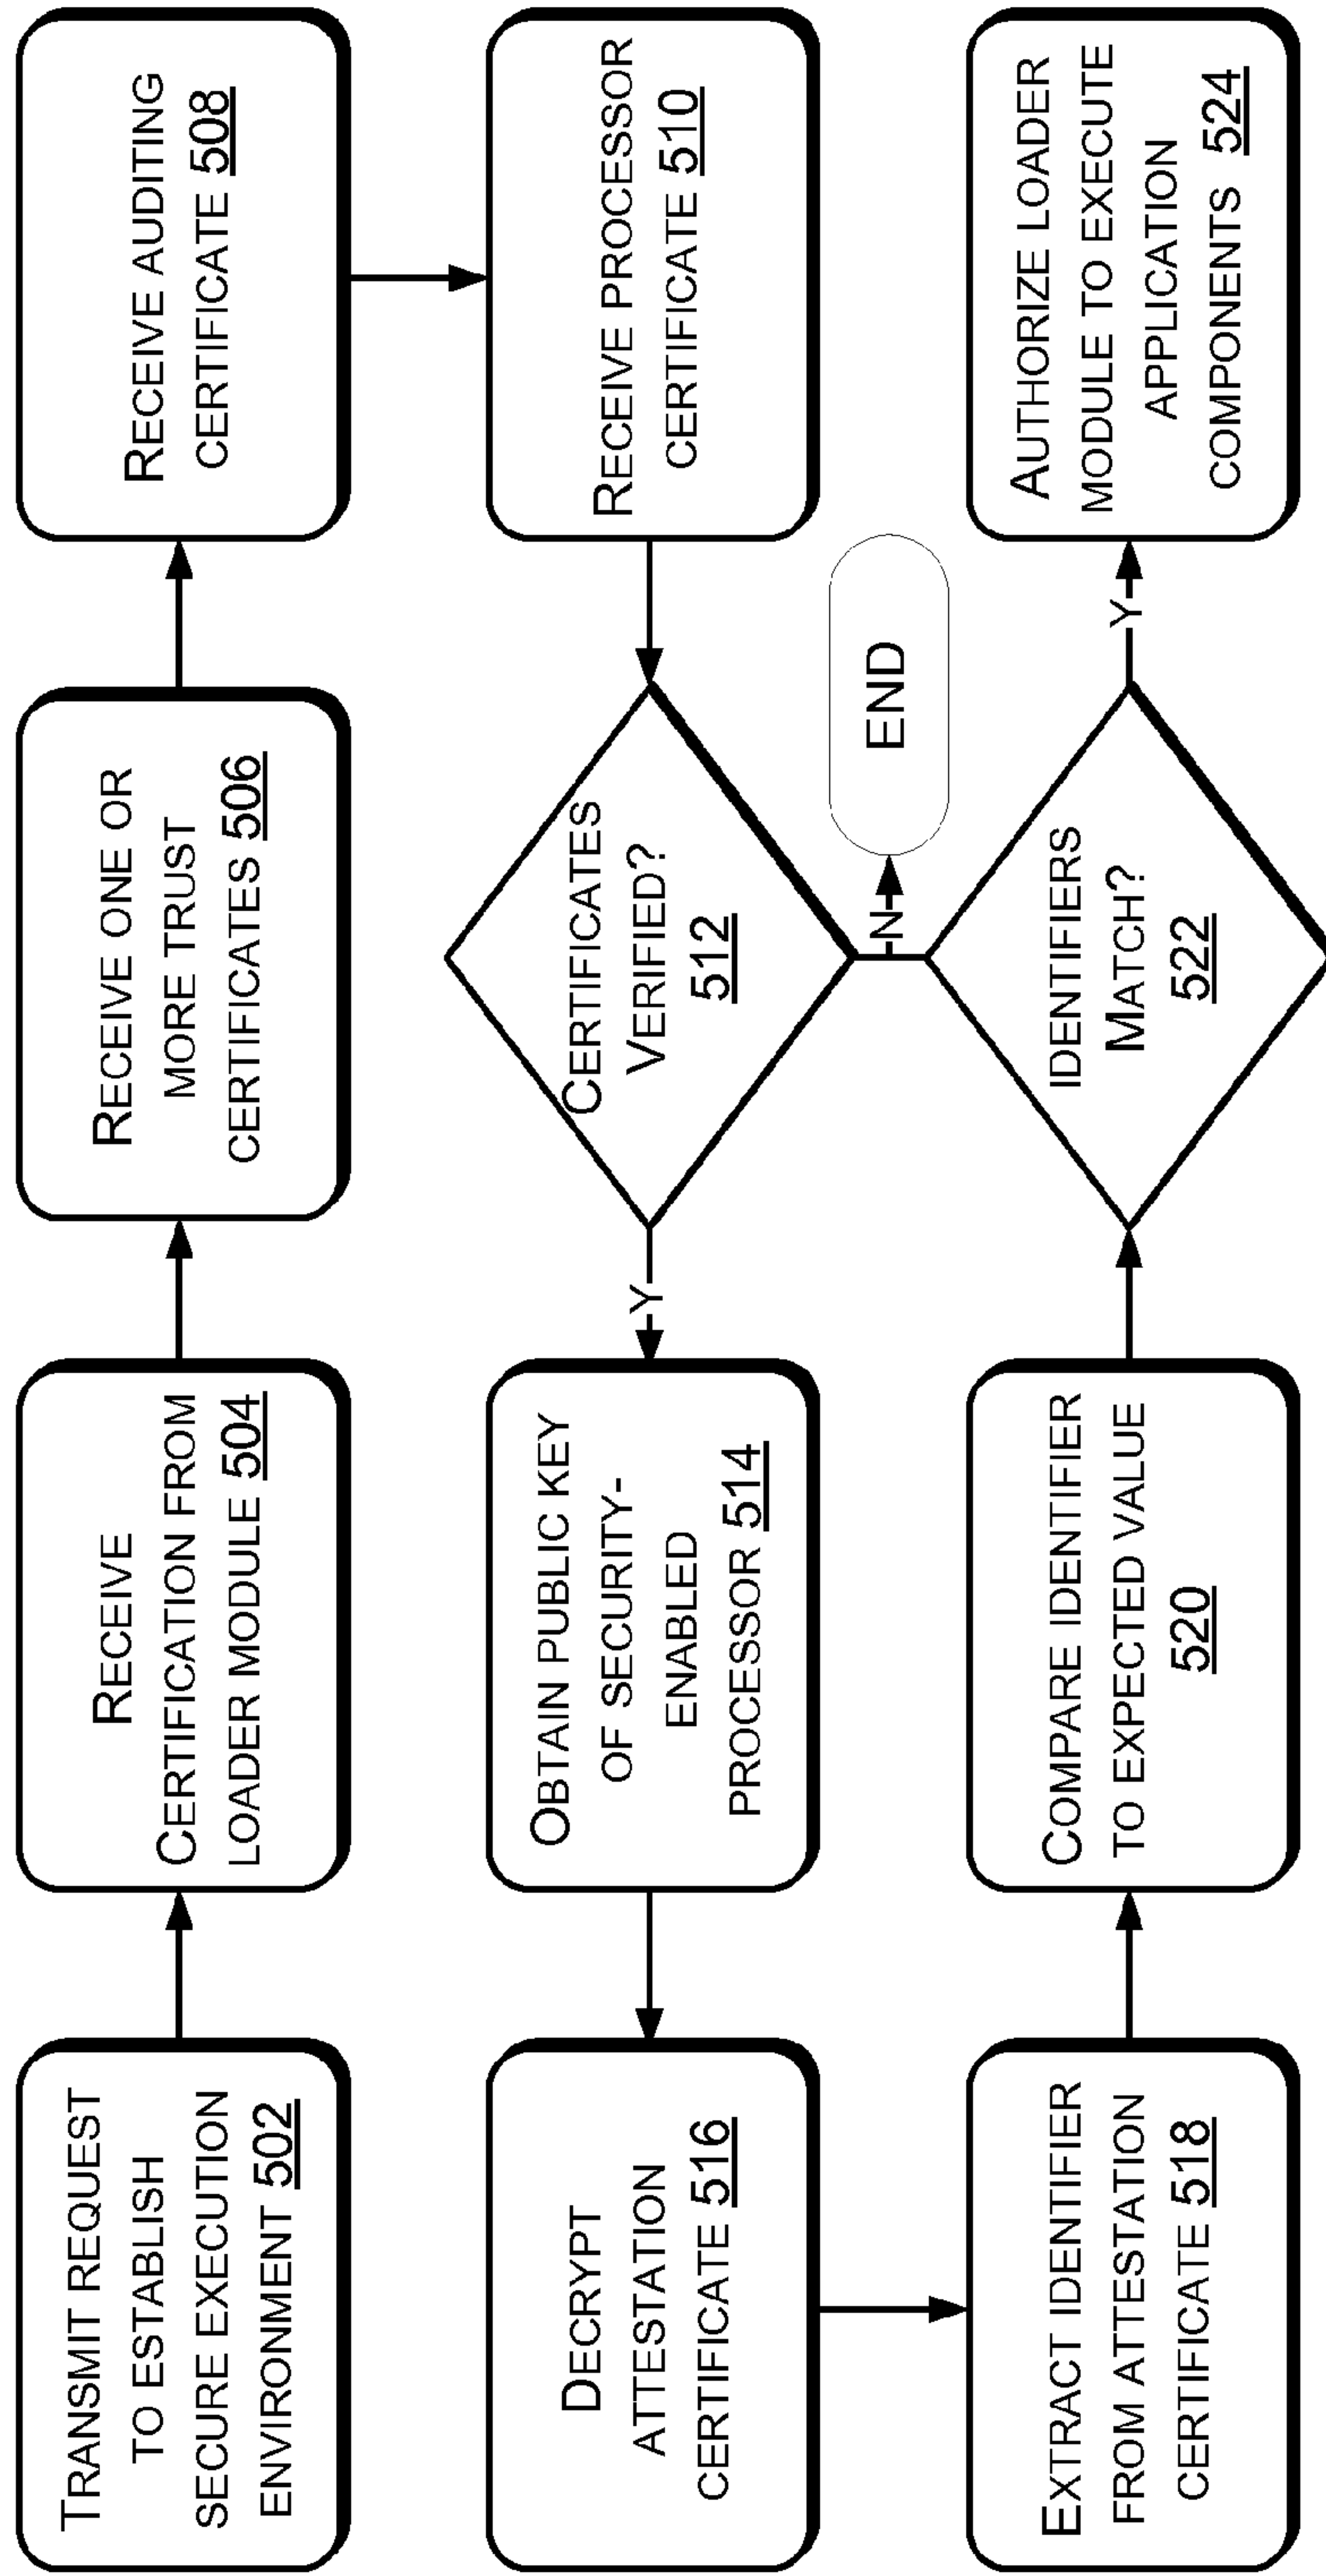 TRANSMIT REQUEST
TO ESTABLISH
SECURE EXECUTION
ENVIRONMENT 502
RECEIVE
CERTIFICATION FROM
LOADER MODULE 504
RECEIVE ONE OR
MORE TRUST
CERTIFICATES 506
RECEIVE AUDITING
CERTIFICATE 508
RECEIVE PROCESSOR
CERTIFICATE 510
CERTIFICATES
VERIFIED?
512
Y
N
END
OBTAIN PUBLIC KEY
OF SECURITY-
ENABLED
PROCESSOR 514
DECRYPT
ATTESTATION
CERTIFICATE 516
EXTRACT IDENTIFIER
FROM ATTESTATION
CERTIFICATE 518
COMPARE IDENTIFIER
TO EXPECTED VALUE
520
IDENTIFIERS
MATCH?
522
Y
AUTHORIZE LOADER
MODULE TO EXECUTE
APPLICATION
COMPONENTS 524